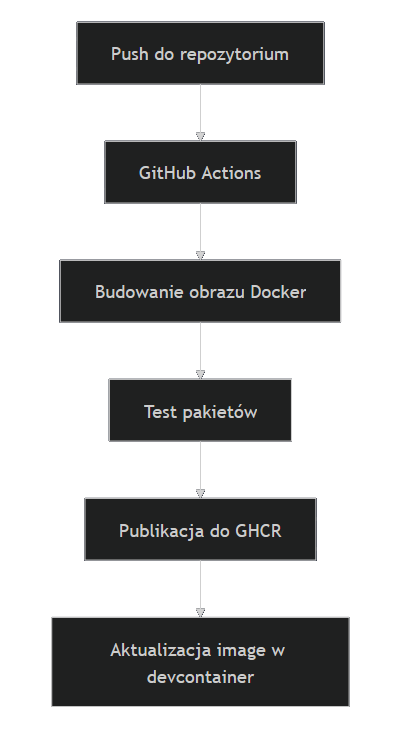 Push do repozytorium
GitHub Actions
Budowanie obrazu Docker
Test pakietów
Publikacja do GHCR
Aktualizacja image w
devcontainer